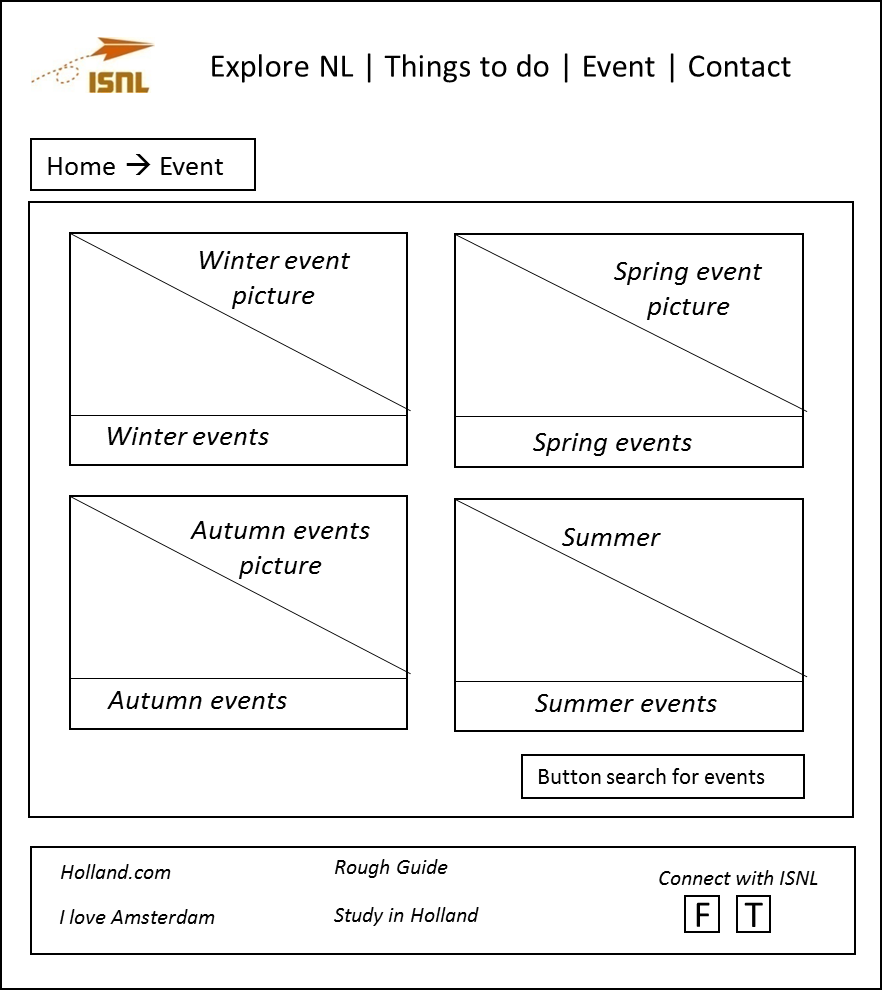 ISNL
Explore NL | Things to do | Event | Contact
Home → Event
Winter event
picture
Winter events
Spring event
picture
Spring events
Autumn events
picture
Autumn events
Summer
Summer events
Button search for events
Holland.com
Rough Guide
Connect with ISNL
I love Amsterdam
Study in Holland
F T